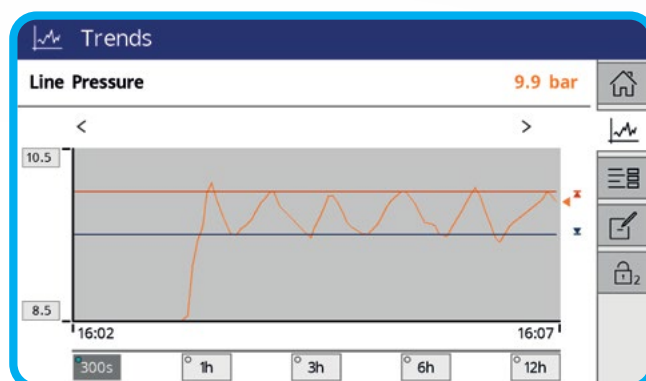 Trends
Line Pressure 9.9 bar
< >
10.5
8.5
16:02 16:07
300s 1h 3h 6h 12h
2